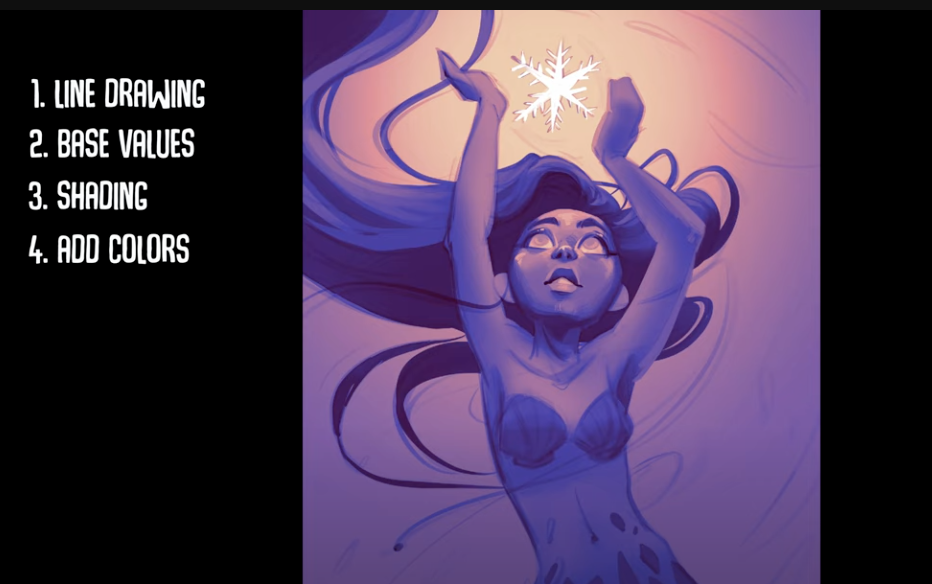 1. LINE DRAWING
2. BASE VALUES
3. SHADING
4. ADD COLORS